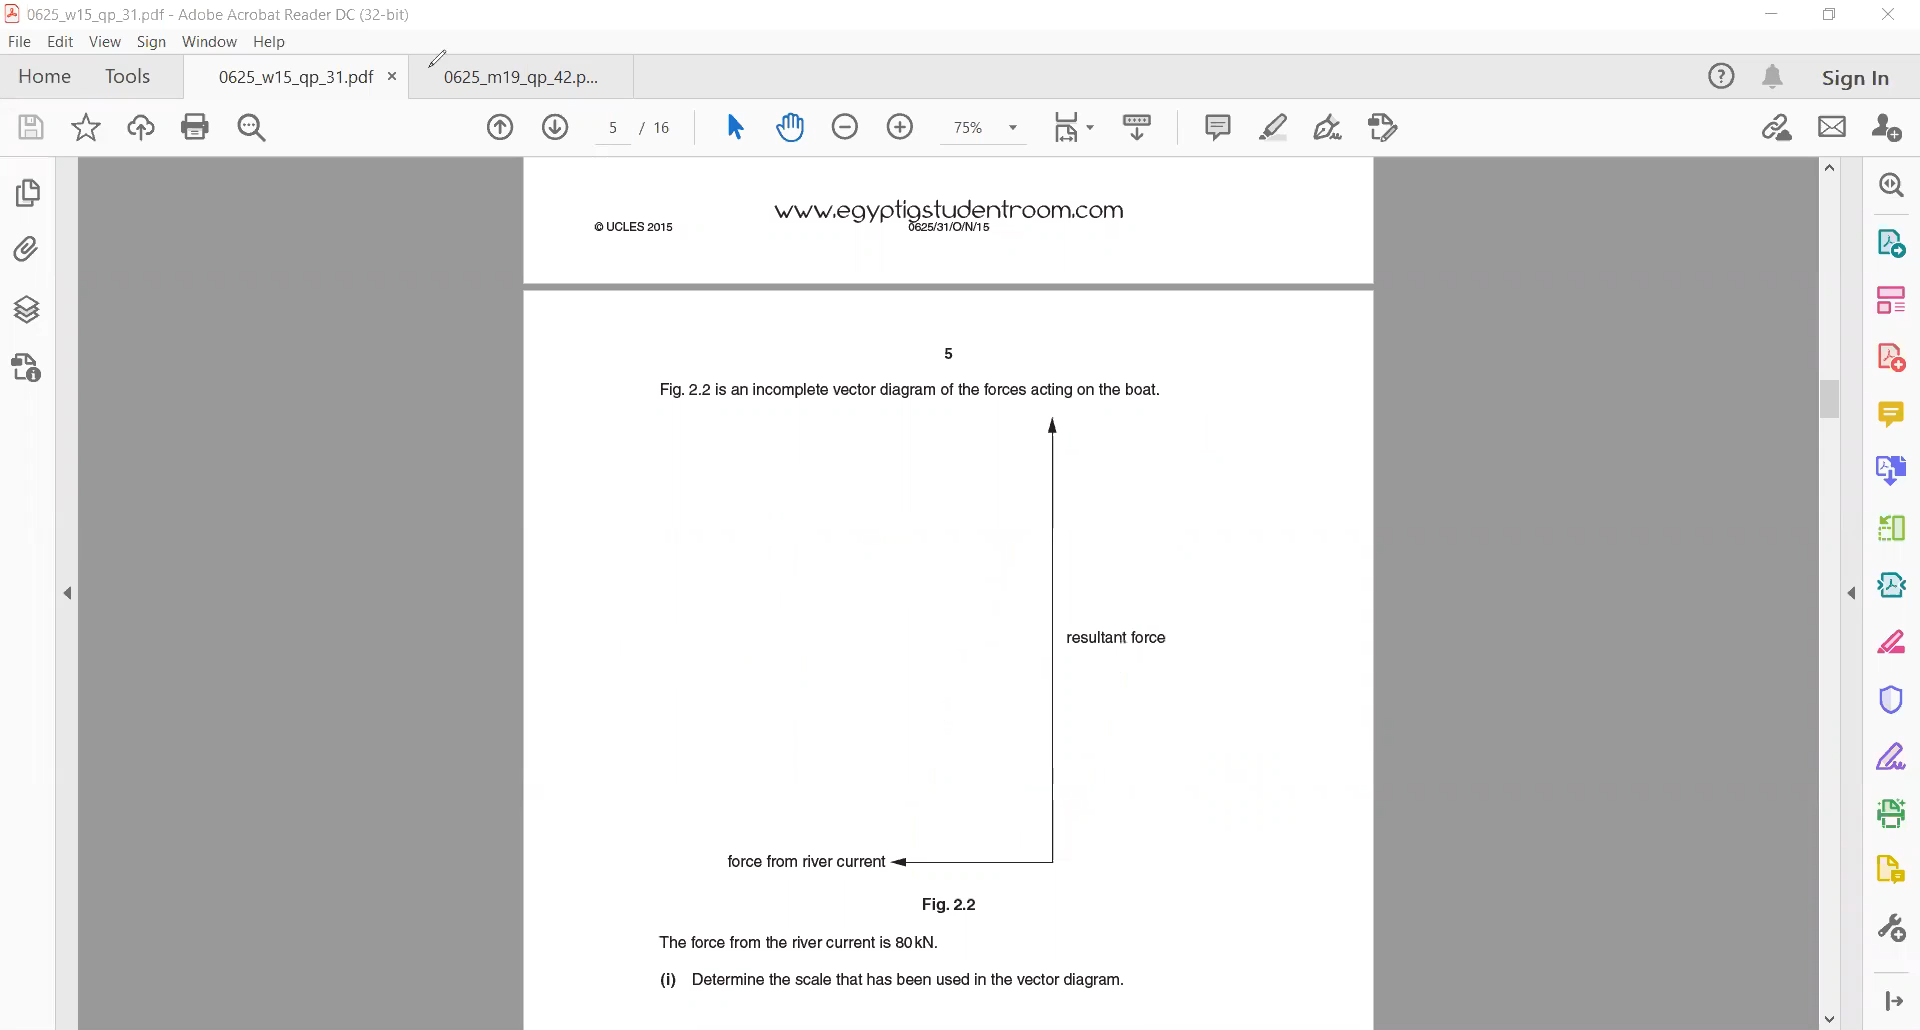 0625_w15_qp_31.pdf - Adobe Acrobat Reader DC (32-bit)
File Edit View Sign Window Help
Home Tools 0625_w15_qp_31.pdf × 0625_m19_qp_42.p... Sign In
5 / 16 75%
www.egyptigstudentroom.com
© UCLES 2015 0625/31/O/N/15
5
Fig. 2.2 is an incomplete vector diagram of the forces acting on the boat.
resultant force
force from river current
Fig. 2.2
The force from the river current is 80 kN.
(i) Determine the scale that has been used in the vector diagram.